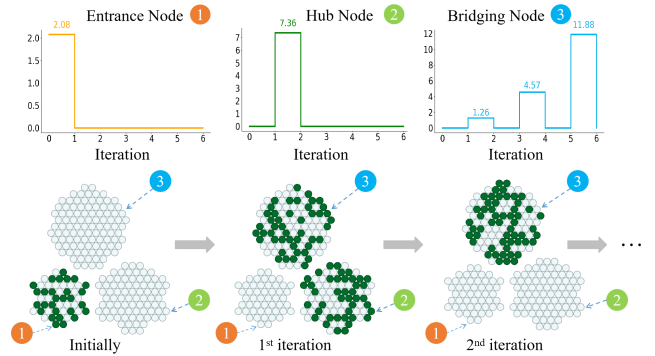 Entrance Node 1
2.08
2.0
1.5
1.0
0.5
0.0
0 1 2 3 4 5 6
Iteration
Hub Node 2
7.36
7
6
5
4
3
2
1
0
0 1 2 3 4 5 6
Iteration
Bridging Node 3
11.88
4.57
1.26
12
10
8
6
4
2
0
0 1 2 3 4 5 6
Iteration
3
2
1
Initially
3
2
1
1st iteration
3
2
1
2nd iteration
...